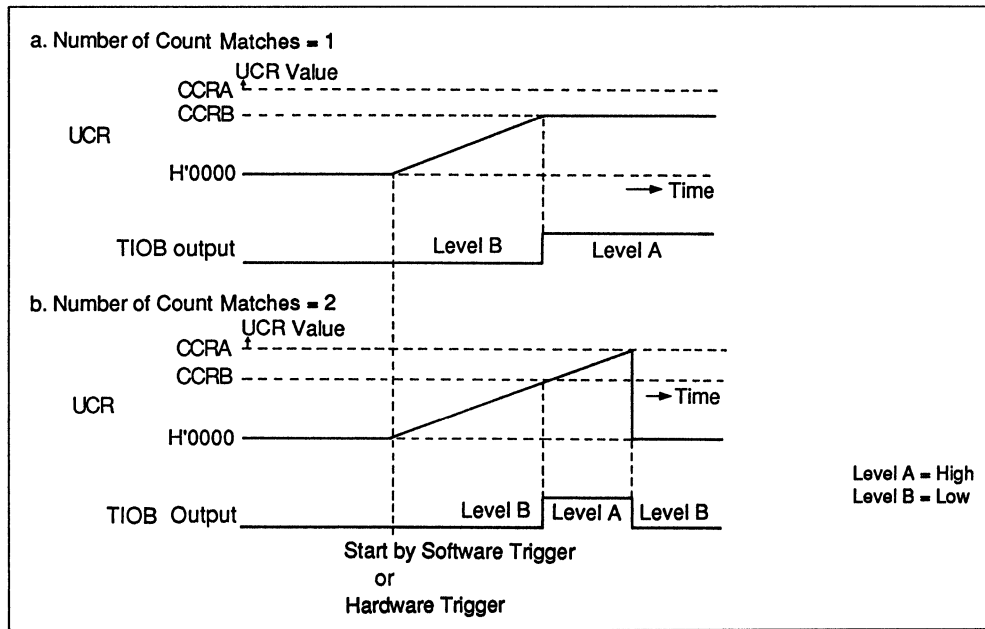 a. Number of Count Matches = 1
UCR Value
CCRA
CCRB
UCR
H'0000
Time
TIOB output
Level B
Level A
b. Number of Count Matches = 2
UCR Value
CCRA
CCRB
UCR
Time
H'0000
Level A = High
Level B = Low
TIOB Output
Level B
Level A
Level B
Start by Software Trigger
or
Hardware Trigger